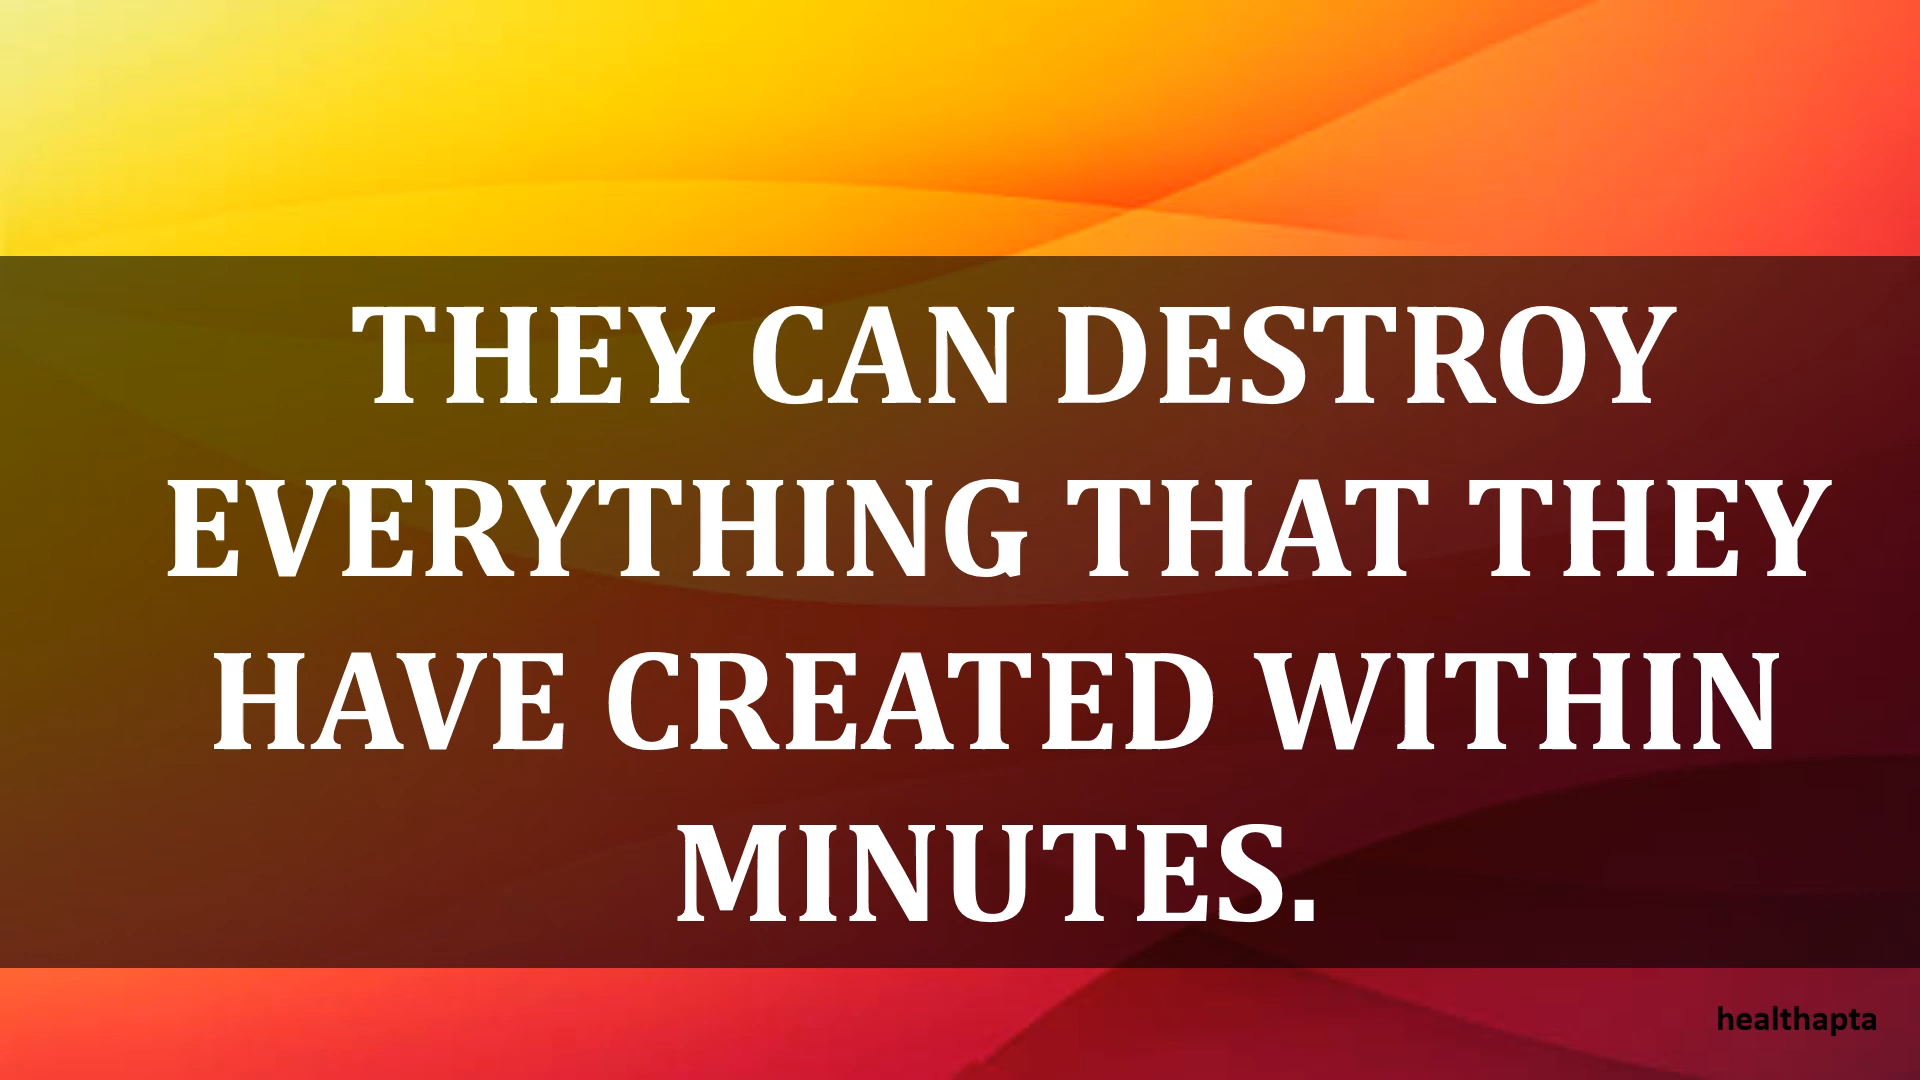 THEY CAN DESTROY
EVERYTHING THAT THEY
HAVE CREATED WITHIN
MINUTES.
healthapta